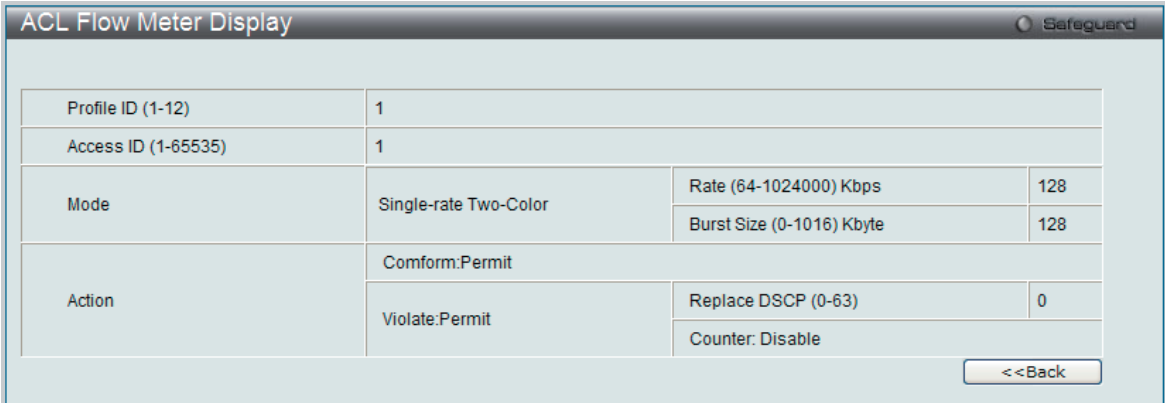 ACL Flow Meter Display
Safeguard
Profile ID (1-12) 1
Access ID (1-65535) 1
Mode Single-rate Two-Color Rate (64-1024000) Kbps 128
Burst Size (0-1016) Kbyte 128
Action Comform:Permit
Violate:Permit Replace DSCP (0-63) 0
Counter: Disable
<<Back